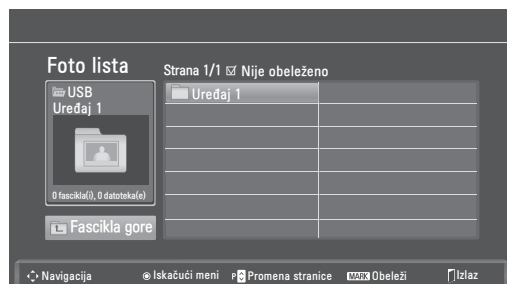 Foto lista
Strana 1/1 ☑ Nije obeleženo
USB
Uređaj 1
Uređaj 1
0 fascikla(i), 0 datoteka(e)
Fascikla gore
Navigacija Iskačući meni P Promena stranice MARK Obeleži Izlaz